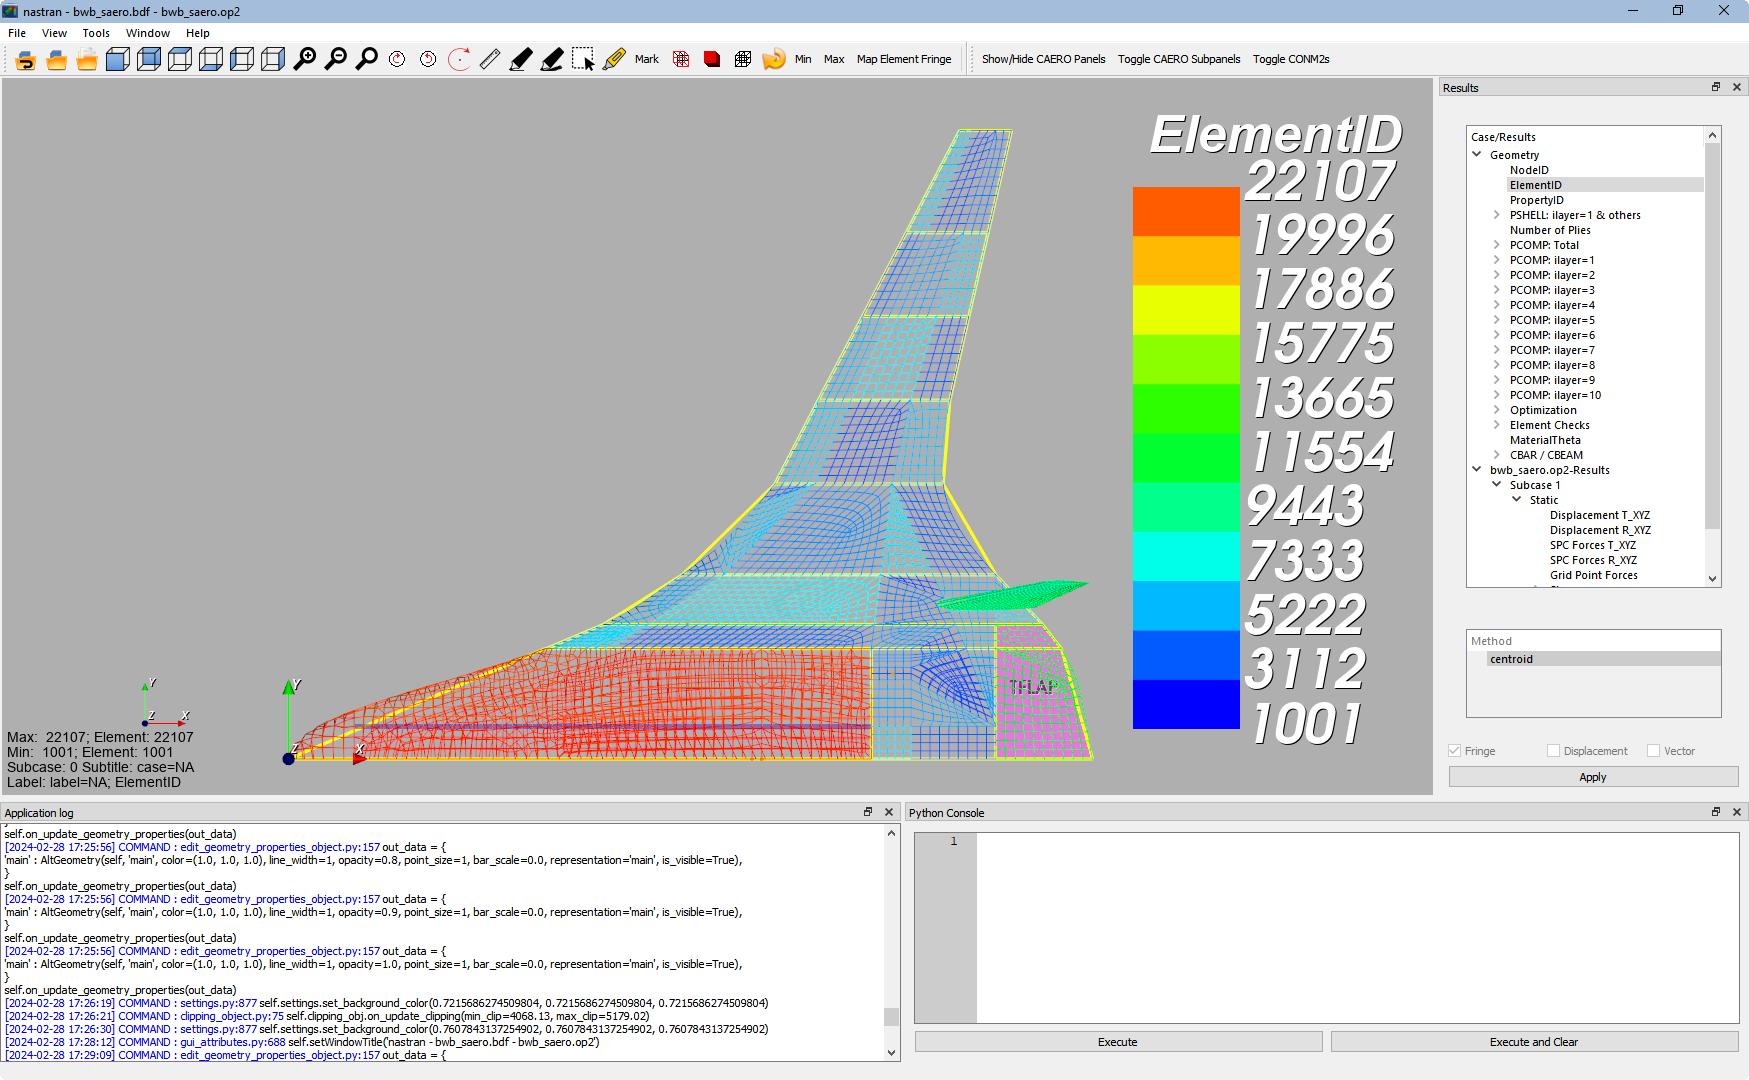 nastran - bwb_saero.bdf - bwb_saero.op2
File View Tools Window Help
Mark Min Max Map Element Fringe Show/Hide CAERO Panels Toggle CAERO Subpanels Toggle CONM2s
ElementID
22107
19996
17886
15775
13665
11554
9443
7333
5222
3112
1001
TFLAP
Y
Z X
Y
Z X
Max: 22107; Element: 22107
Min: 1001; Element: 1001
Subcase: 0 Subtitle: case=NA
Label: label=NA; ElementID
Results
Case/Results
Geometry
NodeID
ElementID
PropertyID
PSHELL: ilayer=1 & others
Number of Plies
PCOMP: Total
PCOMP: ilayer=1
PCOMP: ilayer=2
PCOMP: ilayer=3
PCOMP: ilayer=4
PCOMP: ilayer=5
PCOMP: ilayer=6
PCOMP: ilayer=7
PCOMP: ilayer=8
PCOMP: ilayer=9
PCOMP: ilayer=10
Optimization
Element Checks
MaterialTheta
CBAR / CBEAM
bwb_saero.op2-Results
Subcase 1
Static
Displacement T_XYZ
Displacement R_XYZ
SPC Forces T_XYZ
SPC Forces R_XYZ
Grid Point Forces
Method
centroid
Fringe Displacement Vector
Apply
Application log
}
self.on_update_geometry_properties(out_data)
[2024-02-28 17:25:56] COMMAND : edit_geometry_properties_object.py:157 out_data = {
'main' : AltGeometry(self, 'main', color=(1.0, 1.0, 1.0), line_width=1, opacity=0.8, point_size=1, bar_scale=0.0, representation='main', is_visible=True),
}
self.on_update_geometry_properties(out_data)
[2024-02-28 17:25:56] COMMAND : edit_geometry_properties_object.py:157 out_data = {
'main' : AltGeometry(self, 'main', color=(1.0, 1.0, 1.0), line_width=1, opacity=0.9, point_size=1, bar_scale=0.0, representation='main', is_visible=True),
}
self.on_update_geometry_properties(out_data)
[2024-02-28 17:25:56] COMMAND : edit_geometry_properties_object.py:157 out_data = {
'main' : AltGeometry(self, 'main', color=(1.0, 1.0, 1.0), line_width=1, opacity=1.0, point_size=1, bar_scale=0.0, representation='main', is_visible=True),
}
self.on_update_geometry_properties(out_data)
[2024-02-28 17:26:19] COMMAND : settings.py:877 self.settings.set_background_color(0.7215686274509804, 0.7215686274509804, 0.7215686274509804)
[2024-02-28 17:26:21] COMMAND : clipping_object.py:75 self.clipping_obj.on_update_clipping(min_clip=4068.13, max_clip=5179.02)
[2024-02-28 17:26:30] COMMAND : settings.py:877 self.settings.set_background_color(0.7607843137254902, 0.7607843137254902, 0.7607843137254902)
[2024-02-28 17:28:12] COMMAND : gui_attributes.py:688 self.setWindowTitle('nastran - bwb_saero.bdf - bwb_saero.op2')
[2024-02-28 17:29:09] COMMAND : edit_geometry_properties_object.py:157 out_data = {
Python Console
1
Execute
Execute and Clear